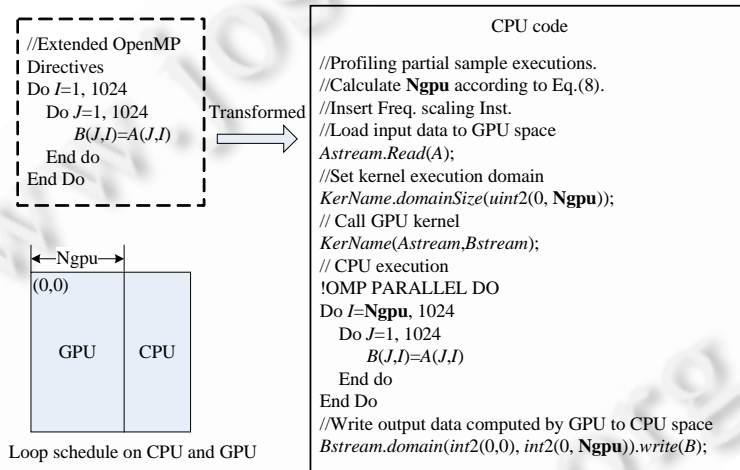 //Extended OpenMP
Directives
Do I=1, 1024
Do J=1, 1024
B(J,I)=A(J,I)
End do
End Do
Transformed
Ngpu
(0,0)
GPU
CPU
Loop schedule on CPU and GPU
CPU code
//Profiling partial sample executions.
//Calculate Ngpu according to Eq.(8).
//Insert Freq. scaling Inst.
//Load input data to GPU space
Astream.Read(A);
//Set kernel execution domain
KerName.domainSize(uint2(0, Ngpu));
// Call GPU kernel
KerName(Astream,Bstream);
// CPU execution
!OMP PARALLEL DO
Do I=Ngpu, 1024
Do J=1, 1024
B(J,I)=A(J,I)
End do
End Do
//Write output data computed by GPU to CPU space
Bstream.domain(int2(0,0), int2(0, Ngpu)).write(B);